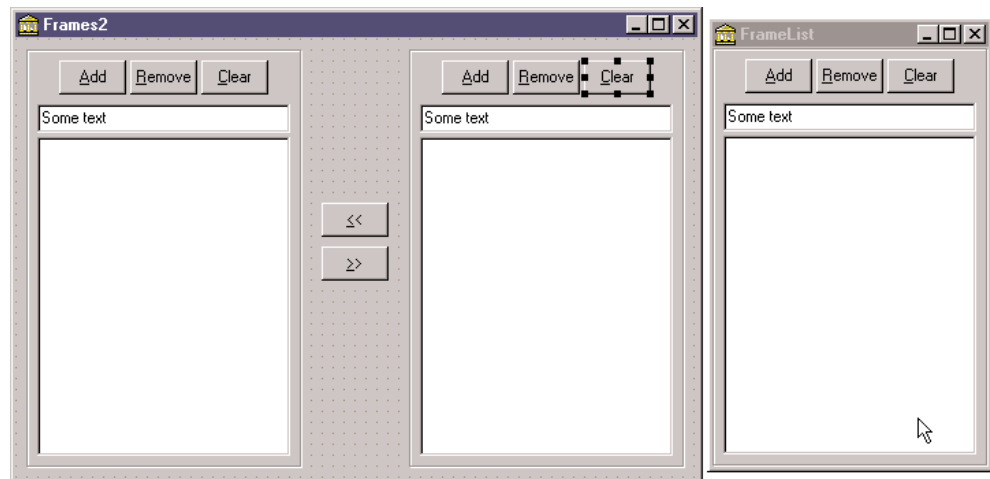 Frames2
Add Remove Clear
Some text
<<
>>
Add Remove Clear
Some text
FrameList
Add Remove Clear
Some text